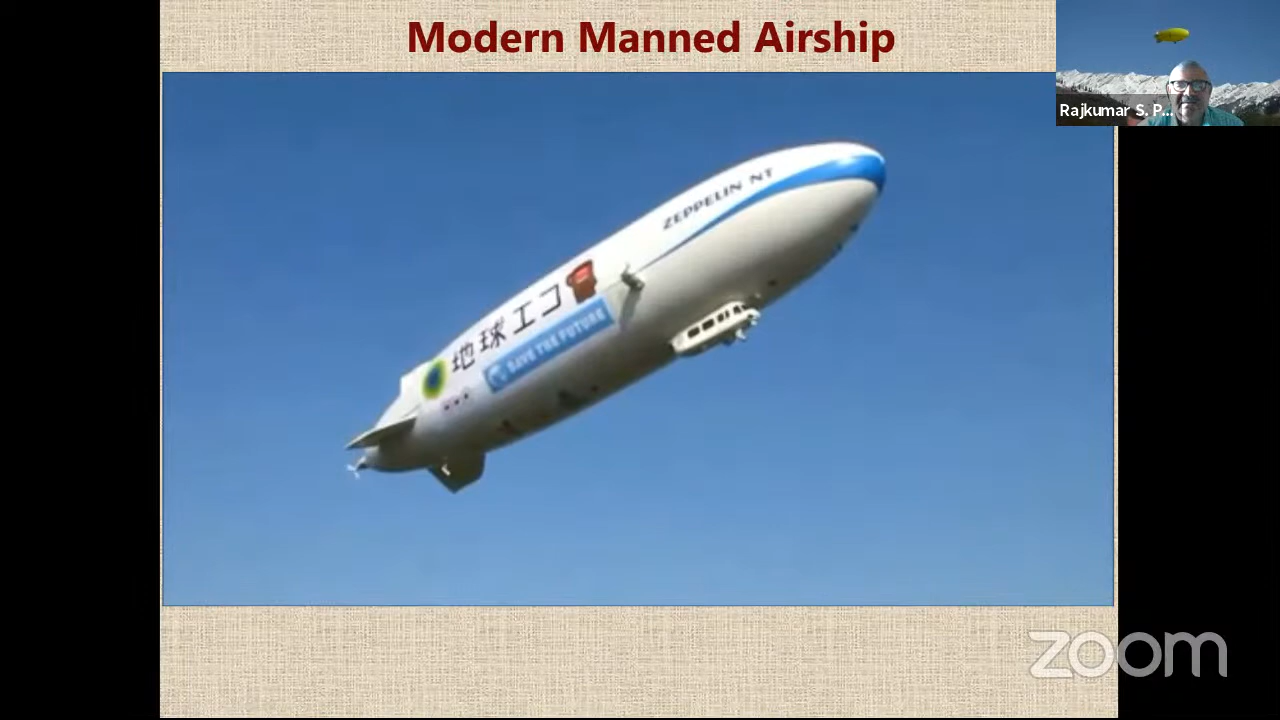 Modern Manned Airship
Rajkumar S. P...
ZEPPELIN NT
地球エコ
SAVE THE FUTURE
zoom